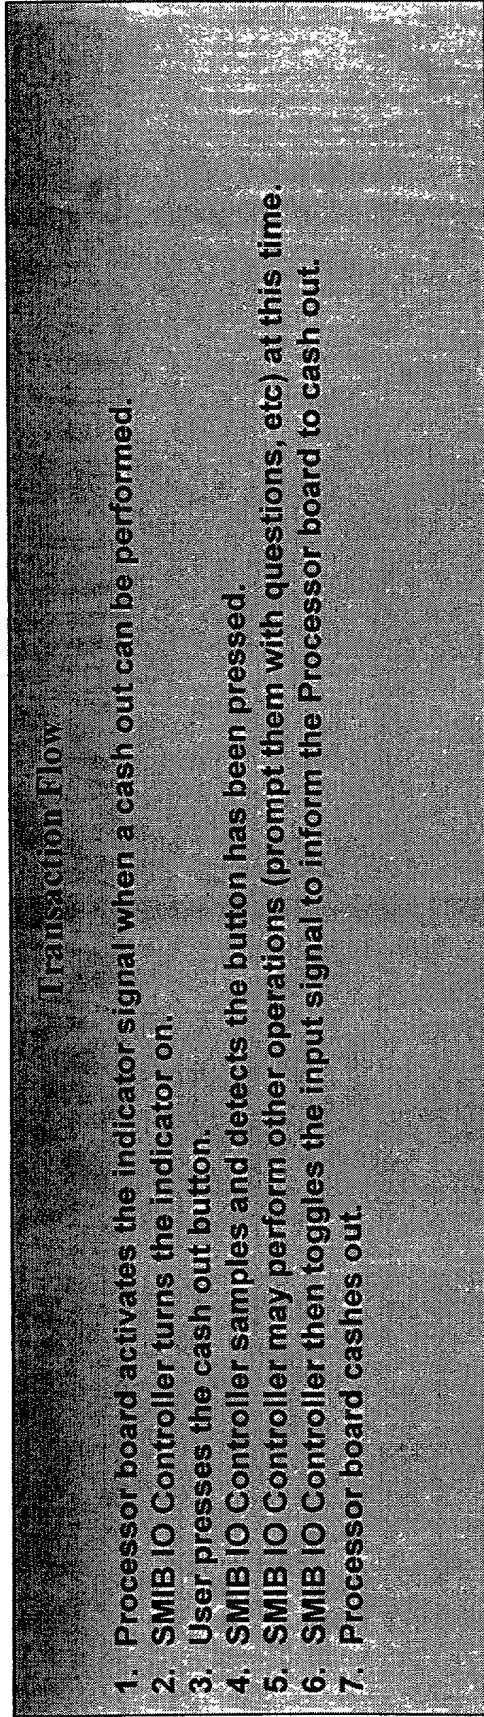 Transaction Flow
1. Processor board activates the indicator signal when a cash out can be performed.
2. SMIB IO Controller turns the indicator on.
3. User presses the cash out button.
4. SMIB IO Controller samples and detects the button has been pressed.
5. SMIB IO Controller may perform other operations (prompt them with questions, etc) at this time.
6. SMIB IO Controller then toggles the input signal to inform the Processor board to cash out.
7. Processor board cashes out.